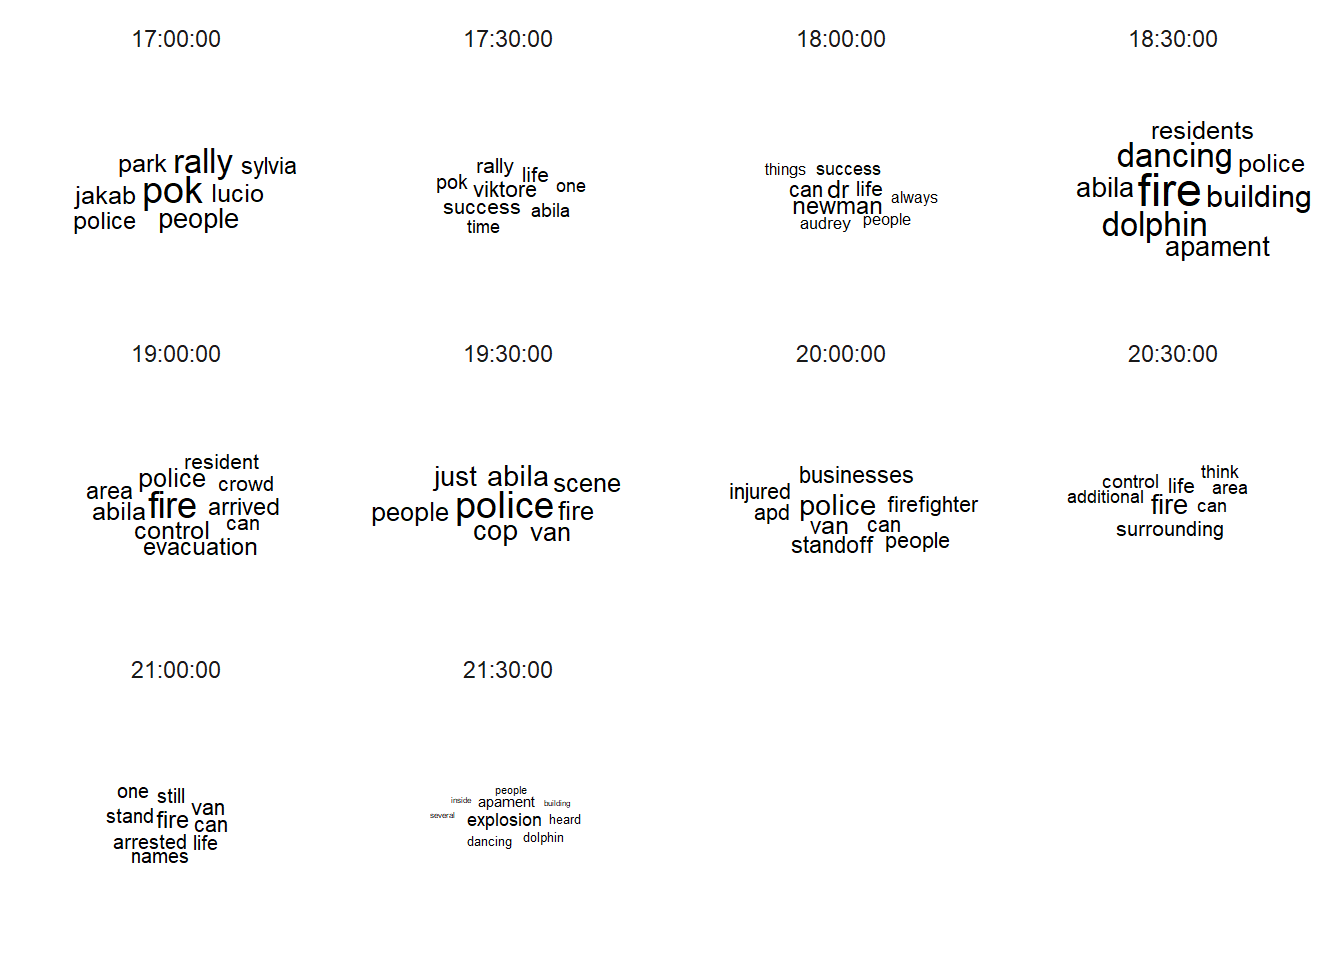 17:00:00 17:30:00 18:00:00 18:30:00
park rally sylvia
jakab pok lucio
police people
rally life
pok viktore one
success abila
time
things success
can dr life
newman always
audrey people
residents
dancing police
abila fire building
dolphin
apament
19:00:00 19:30:00 20:00:00 20:30:00
resident
police crowd
area fire arrived
abila can
control
evacuation
just abila scene
people police fire
cop van
businesses
injured police firefighter
apd van can
standoff people
think
control life area
additional fire can
surrounding
21:00:00 21:30:00
one still
stand fire van
can
arrested life
names
people
inside apament building
several explosion heard
dancing dolphin